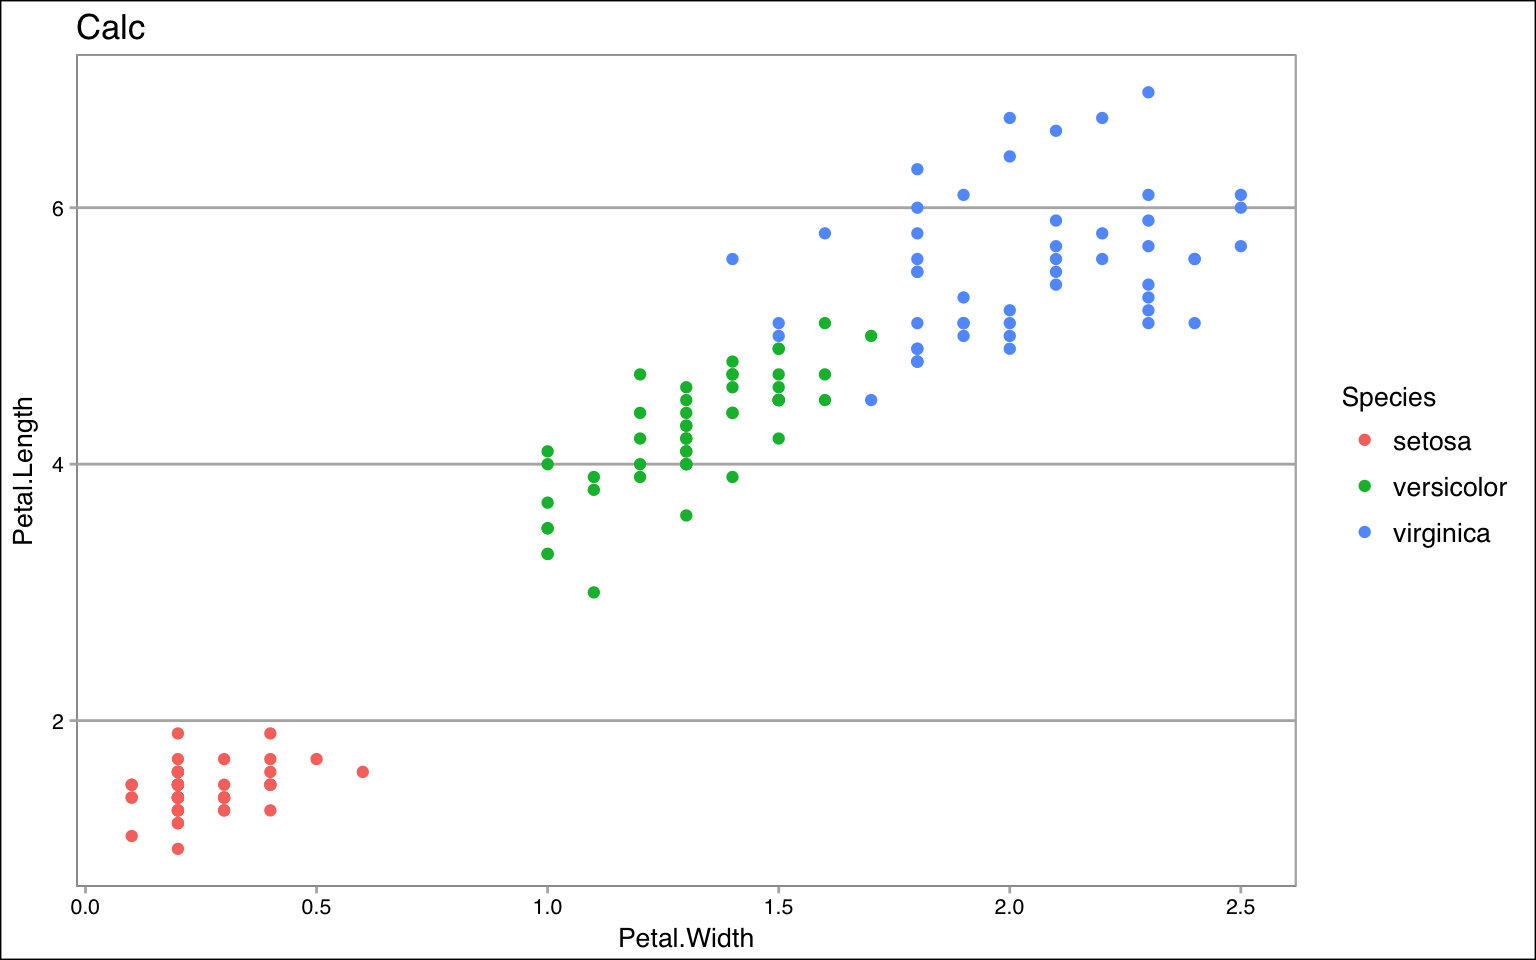 Calc
Petal.Length
6
4
2
0.0 0.5 1.0 1.5 2.0 2.5
Petal.Width
Species
setosa
versicolor
virginica